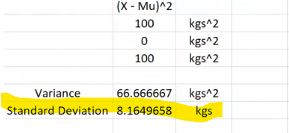 (X - Mu)^2
100 kgs^2
0 kgs^2
100 kgs^2
Variance 66.666667 kgs^2
Standard Deviation 8.1649658 kgs